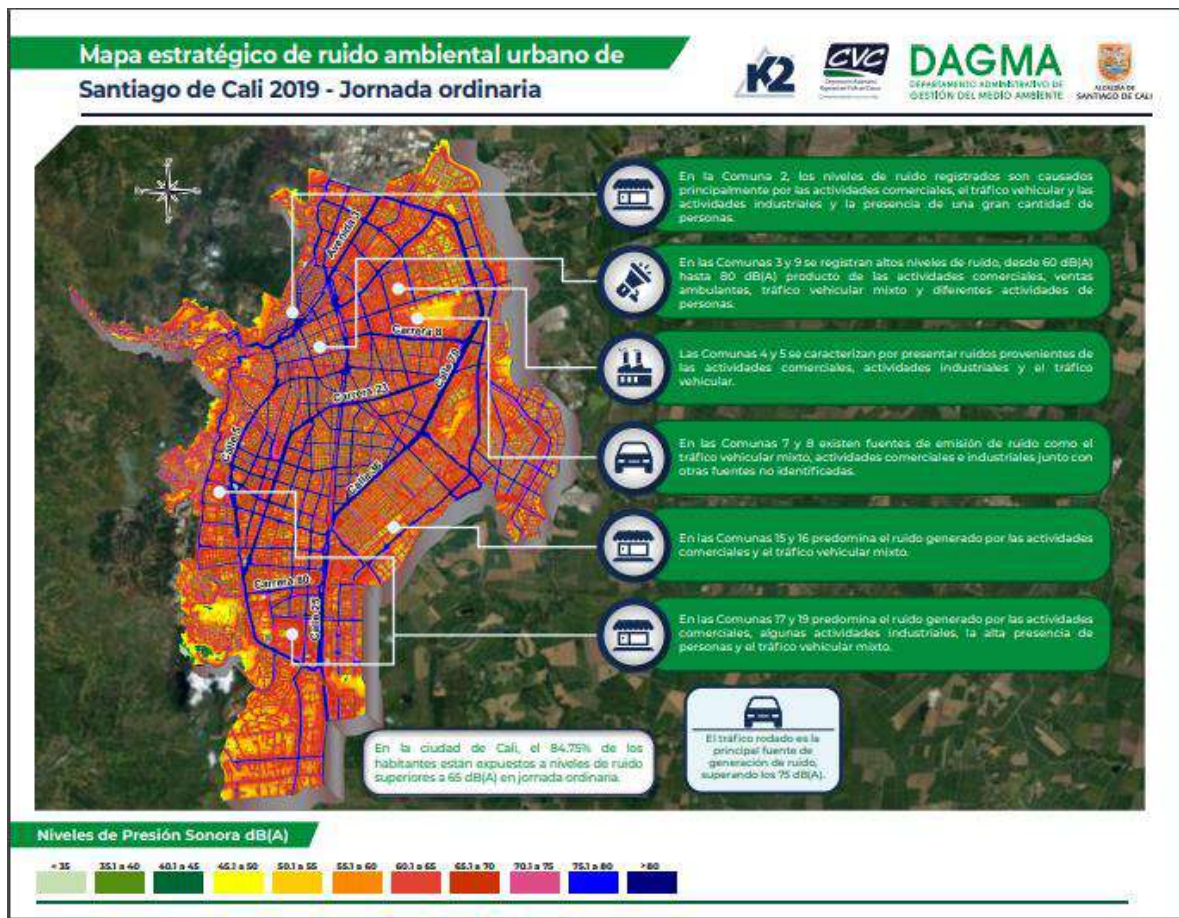 Mapa estratégico de ruido ambiental urbano de
Santiago de Cali 2019 - Jornada ordinaria
K2
CVC
DAGMA
DEPARTAMENTO ADMINISTRATIVO DE
GESTIÓN DEL MEDIO AMBIENTE
ALCALDÍA DE
SANTIAGO DE CALI
En la Comuna 2, los niveles de ruido registrados son causados
principalmente por las actividades comerciales, el tráfico vehicular y las
actividades industriales y la presencia de una gran cantidad de
personas.
En las Comunas 3 y 9 se registran altos niveles de ruido, desde 60 dB(A)
hasta 80 dB(A) producto de las actividades comerciales, ventas
ambulantes, tráfico vehicular mixto y diferentes actividades de
personas.
Las Comunas 4 y 5 se caracterizan por presentar ruidos provenientes de
las actividades comerciales, actividades industriales y el tráfico
vehicular.
En las Comunas 7 y 8 existen fuentes de emisión de ruido como el
tráfico vehicular mixto, actividades comerciales e industriales junto con
otras fuentes no identificadas.
En las Comunas 15 y 16 predomina el ruido generado por las actividades
comerciales y el tráfico vehicular mixto.
En las Comunas 17 y 19 predomina el ruido generado por las actividades
comerciales, algunas actividades industriales, la alta presencia de
personas y el tráfico vehicular mixto.
Avenida 3
Carrera 8
Calle 70
Carrera 23
Calle 5
Carrera 80
Calle 25
En la ciudad de Cali, el 84.75% de los
habitantes están expuestos a niveles de ruido
superiores a 65 dB(A) en jornada ordinaria.
El tráfico rodado es la
principal fuente de
generación de ruido,
superando los 75 dB(A).
Niveles de Presión Sonora dB(A)
< 35 35.1 a 40 40.1 a 45 45.1 a 50 50.1 a 55 55.1 a 60 60.1 a 65 65.1 a 70 70.1 a 75 75.1 a 80 >80